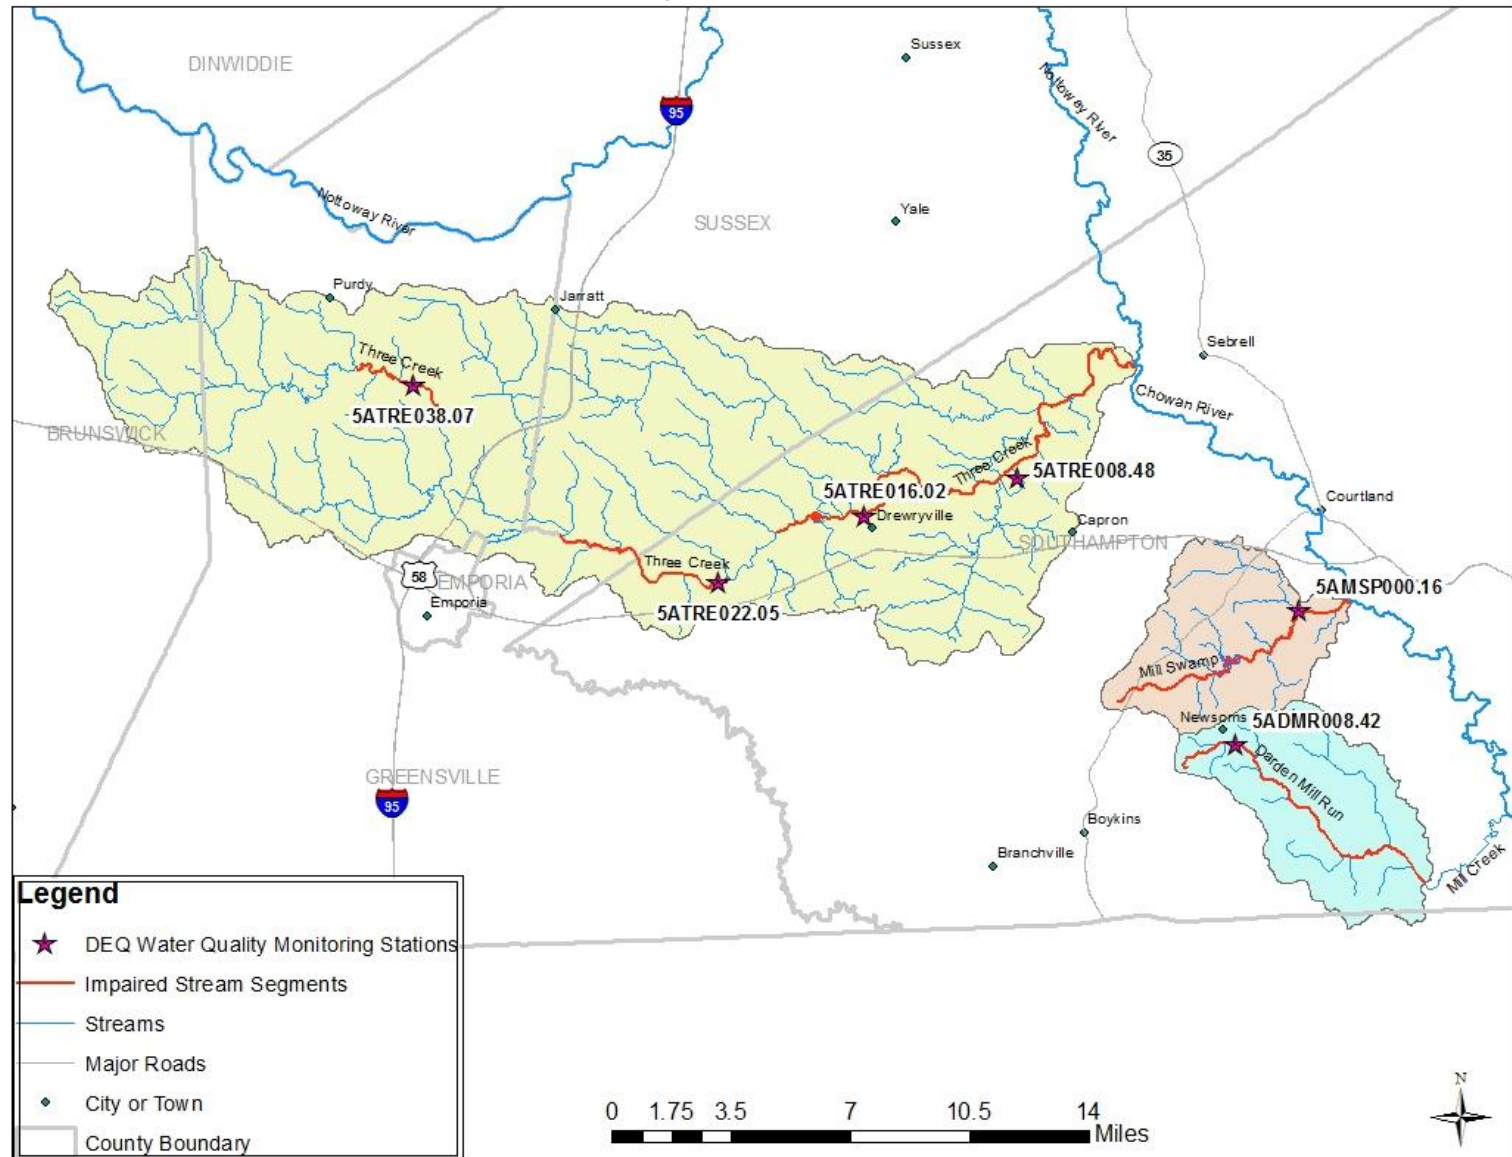 DINWIDDIE
Sussex
95
Nottoway River
35
Nottoway River
Yale
SUSSEX
Purdy
Jarratt
Sebrell
Three Creek
5ATRE038.07
Chowan River
BRUNSWICK
Three Creek
5ATRE008.48
5ATRE016.02
Drewryville
Courtland
Capron
SOUTHAMPTON
Three Creek
58
EMPORIA
Emporia
5ATRE022.05
5AMSP000.16
Mill Swamp
Newsoms
5ADMR008.42
Darden Mill Run
GREENSVILLE
95
Boykins
Branchville
Mill Creek
Legend
DEQ Water Quality Monitoring Stations
Impaired Stream Segments
Streams
Major Roads
City or Town
County Boundary
0 1.75 3.5 7 10.5 14
Miles
N